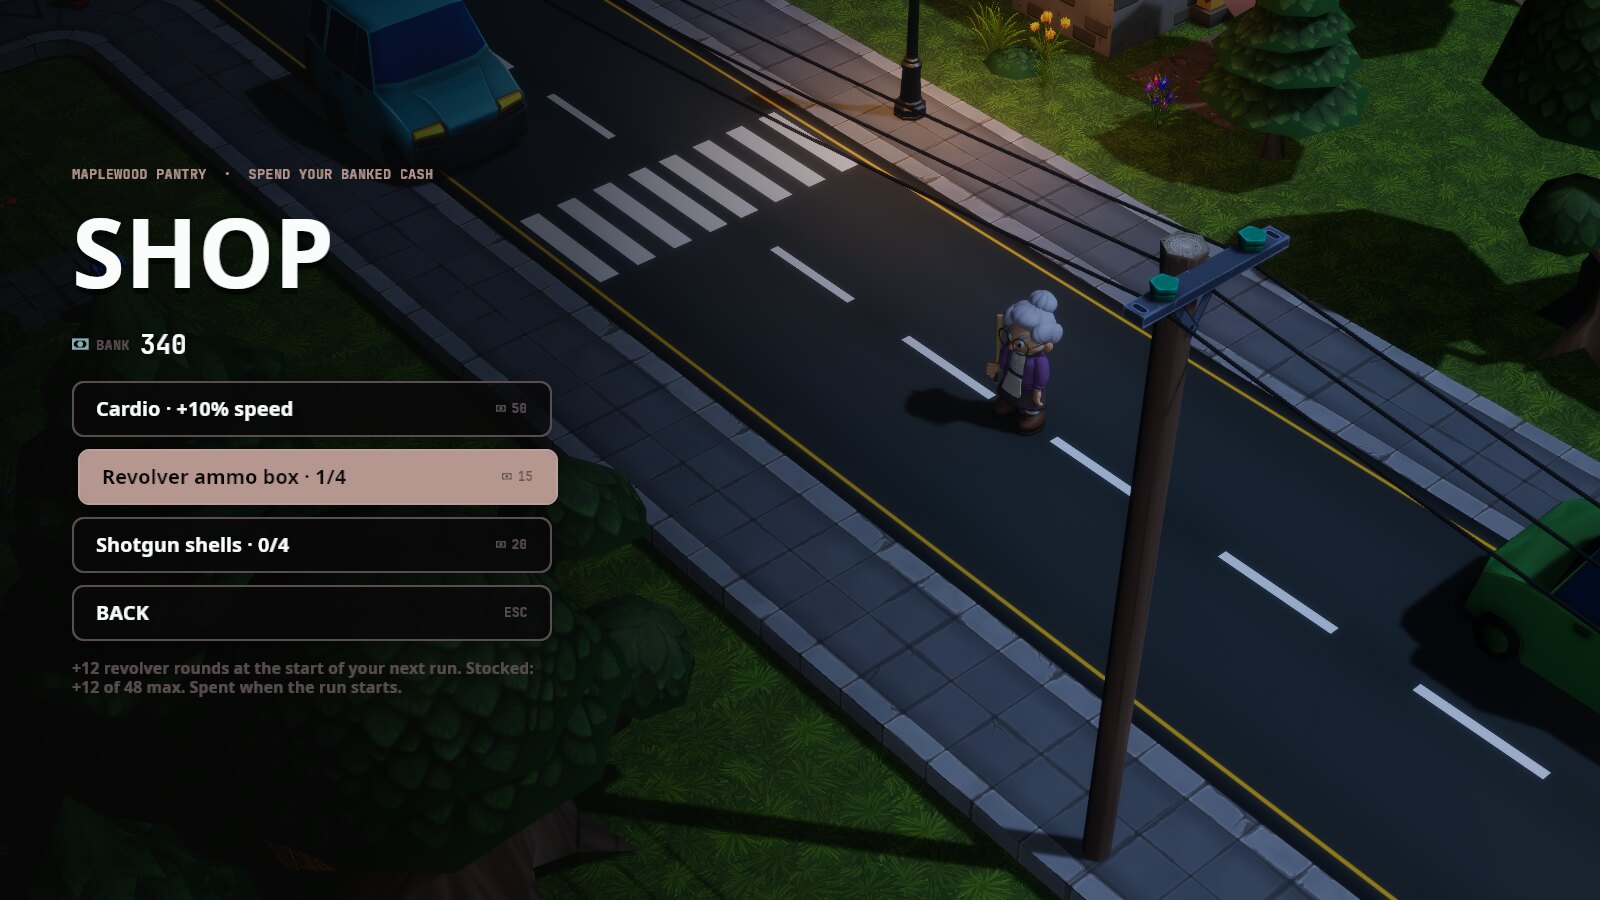 MAPLEWOOD PANTRY · SPEND YOUR BANKED CASH
SHOP
BANK 340
Cardio · +10% speed 50
Revolver ammo box · 1/4 15
Shotgun shells · 0/4 20
BACK ESC
+12 revolver rounds at the start of your next run. Stocked:
+12 of 48 max. Spent when the run starts.